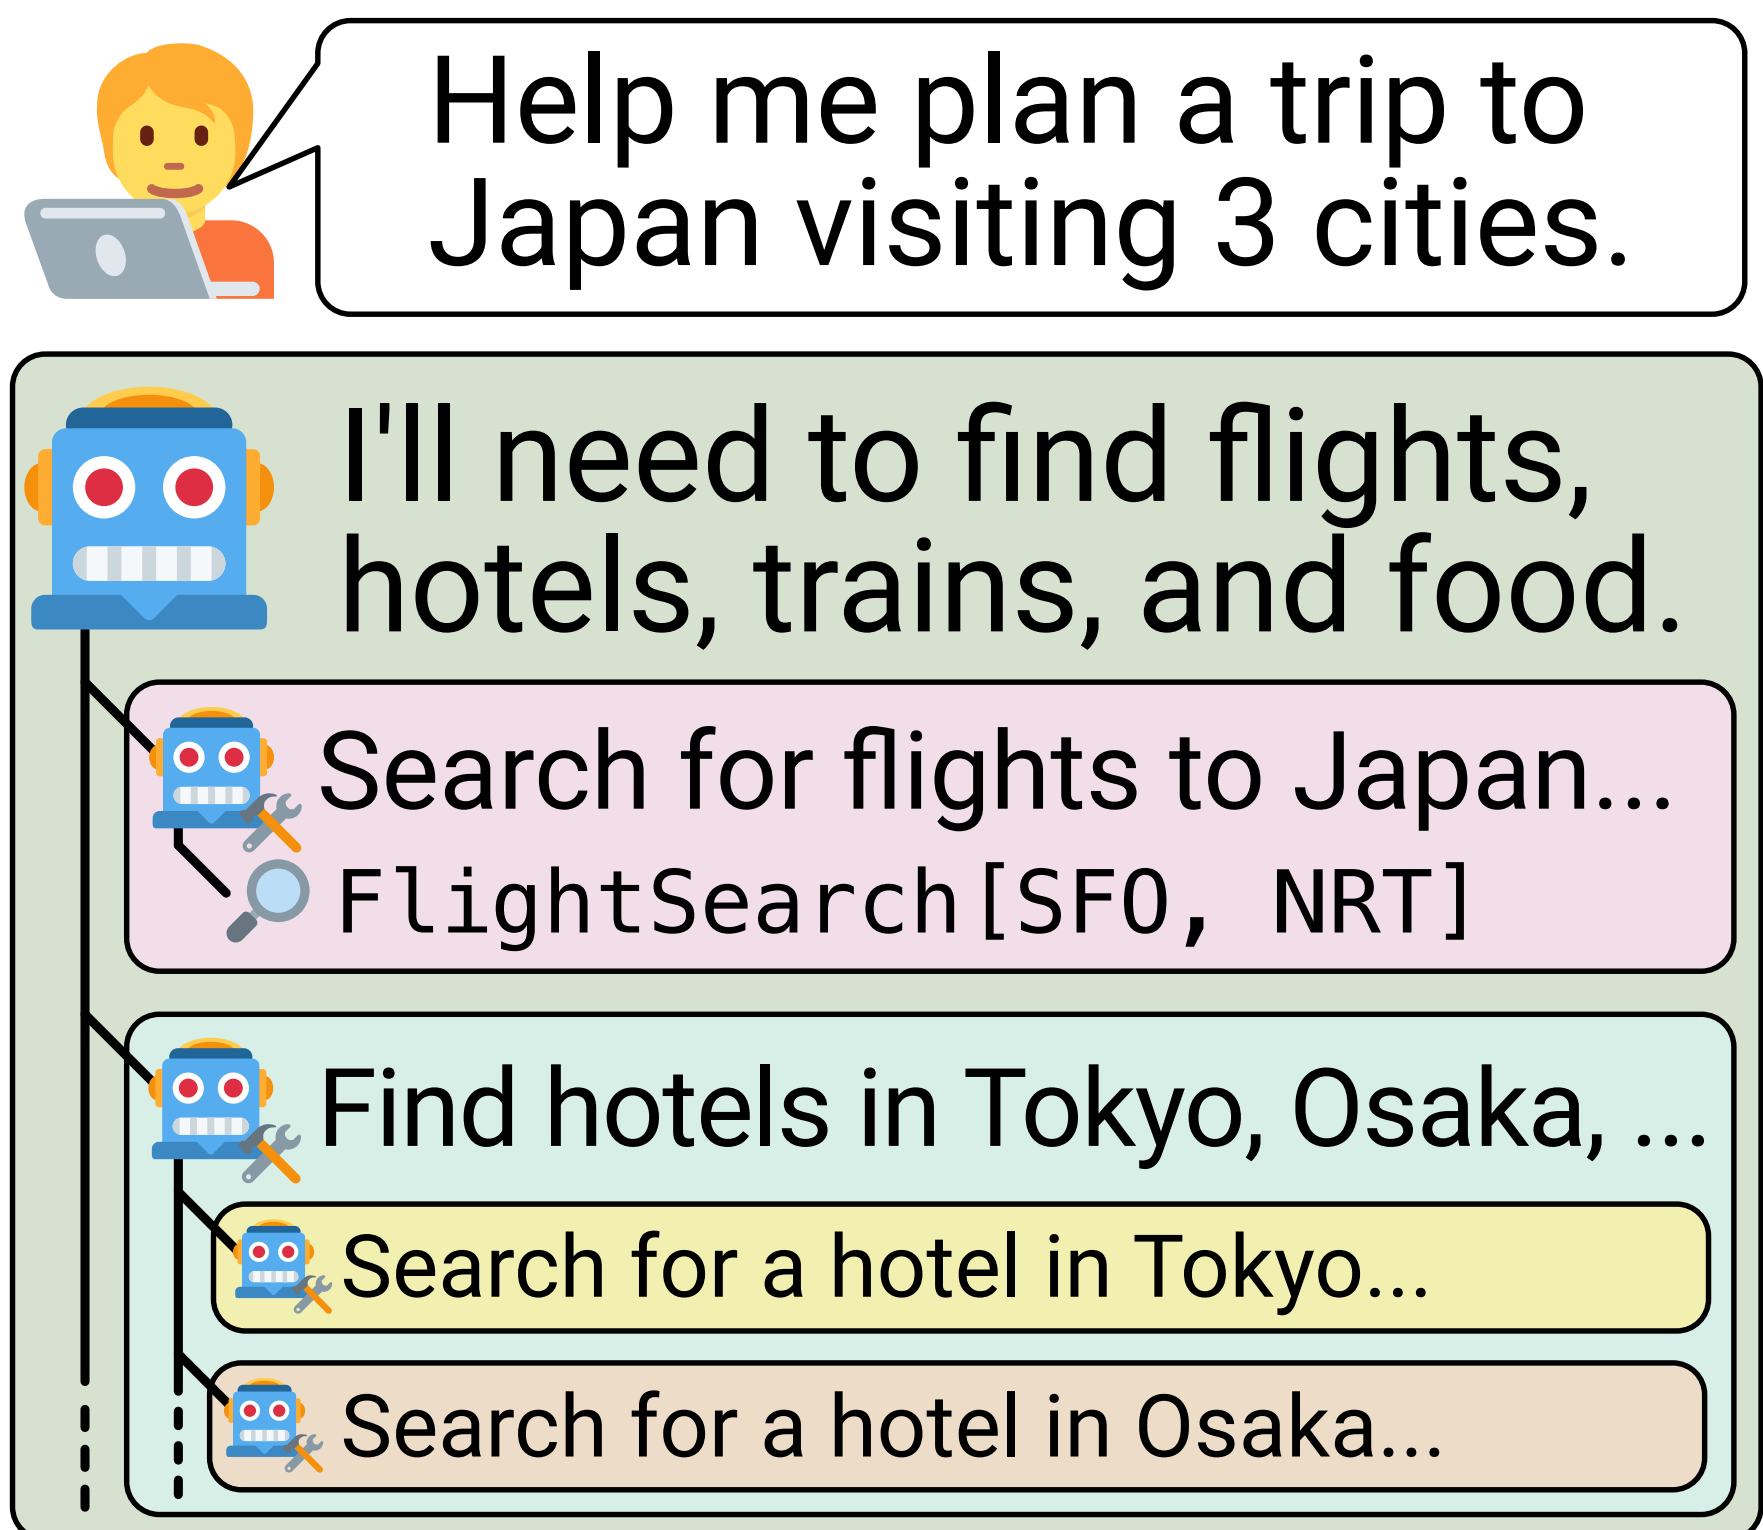 Help me plan a trip to
Japan visiting 3 cities.
I'll need to find flights,
hotels, trains, and food.
Search for flights to Japan...
FlightSearch[SFO, NRT]
Find hotels in Tokyo, Osaka, ...
Search for a hotel in Tokyo...
Search for a hotel in Osaka...